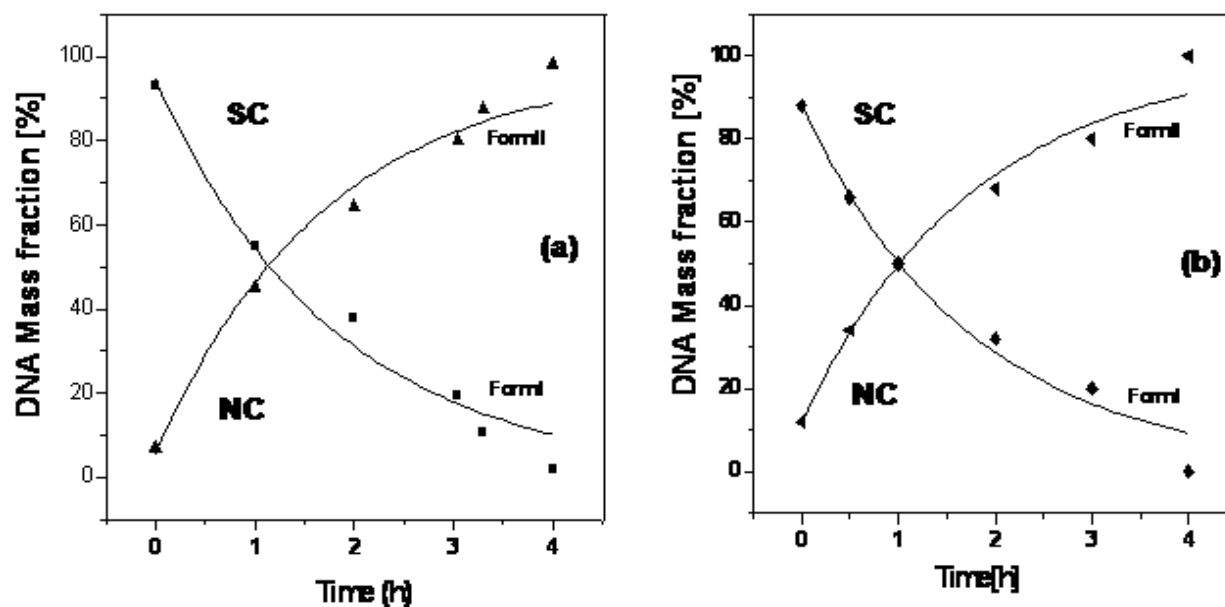 DNA Mass fraction [%]
100
80
60
40
20
0
SC
FormII
(a)
NC
FormI
0 1 2 3 4
Time (h)
DNA Mass fraction [%]
100
80
60
40
20
0
SC
FormII
(b)
NC
FormI
0 1 2 3 4
Time[h]